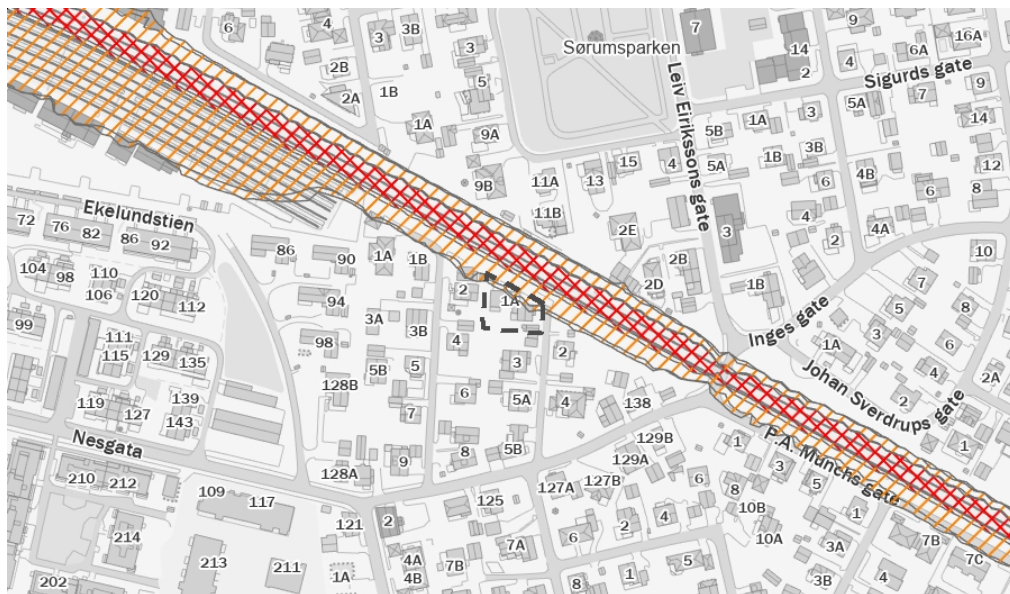 6
4
3
3B
3
7
14
2
9
6A
16A
4
Sigurds gate
9
Sørumsparken
2B
2A
1B
5
1A
9A
5B
1A
3
5A
7
14
Leiv Eirikssons gate
15
4
5A
1B
3B
4B
12
9B
11A
13
6
6
8
11B
4
Ekelundstien
72
76
82
86
92
86
90
1A
1B
2E
2B
3
2
4A
10
104
98
110
106
120
112
94
2
1A
2D
1B
7
5
8
99
3A
3B
4
Inges gate
3
6
111
115
129
135
98
5B
5
3
2
1A
Johan Sverdrups gate
2A
119
127
139
143
128B
7
6
5A
4
138
2
1
Nesgata
P.A. Munchs gate
210
212
128A
9
8
5B
129B
129A
1
3
5
109
117
125
127A
127B
6
8
10B
1
214
121
2
7A
6
2
4
10A
3A
7B
202
213
211
1A
4A
4B
7B
8
1
5
3B
4
7C